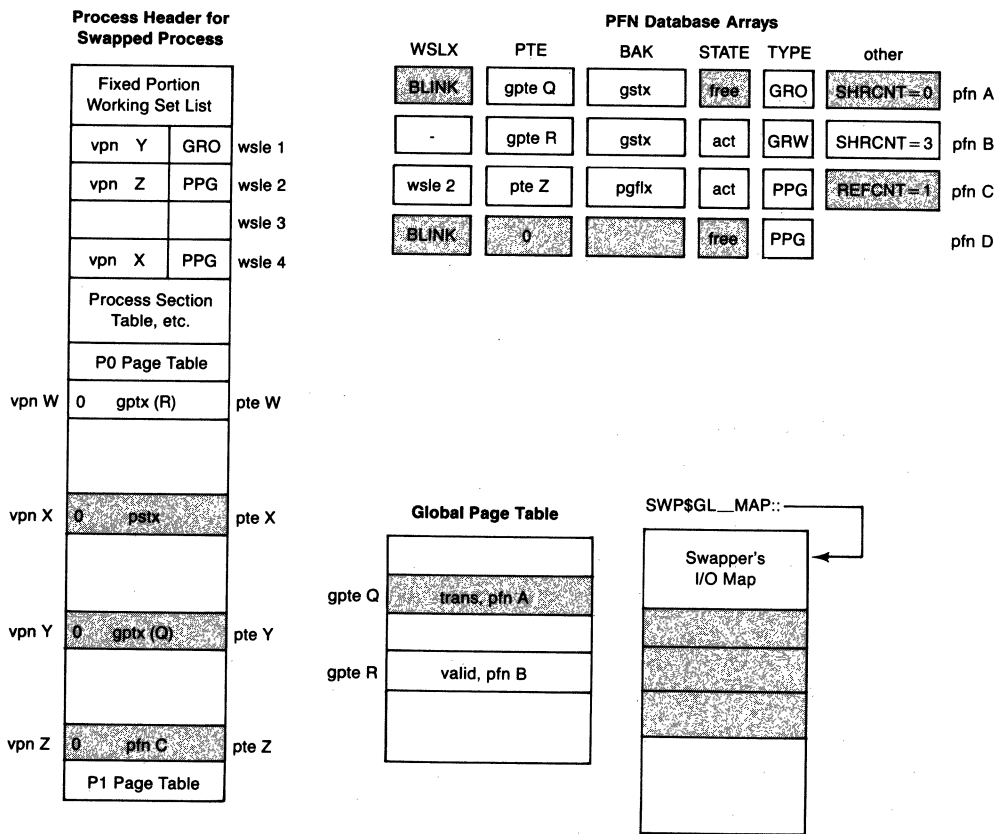 Process Header for
Swapped Process
Fixed Portion
Working Set List
vpn Y GRO wsle 1
vpn Z PPG wsle 2
wsle 3
vpn X PPG wsle 4
Process Section
Table, etc.
P0 Page Table
vpn W 0 gptx (R) pte W
vpn X 0 pstx pte X
vpn Y 0 gptx (Q) pte Y
vpn Z 0 pfn C pte Z
P1 Page Table
PFN Database Arrays
WSLX PTE BAK STATE TYPE other
BLINK gpte Q gstx free GRO SHRCNT=0 pfn A
- gpte R gstx act GRW SHRCNT=3 pfn B
wsle 2 pte Z pgflx act PPG REFCNT=1 pfn C
BLINK 0 free PPG pfn D
Global Page Table
gpte Q trans, pfn A
gpte R valid, pfn B
SWP$GL__MAP::
Swapper's
I/O Map